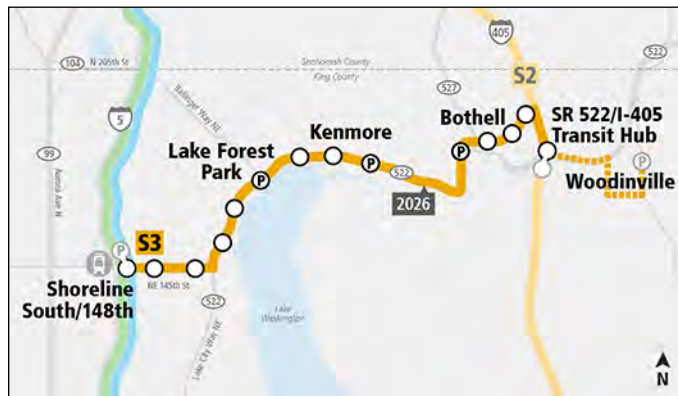 104
N 205th St
Snohomish County
King County
405
522
S2
527
SR 522/I-405
Transit Hub
Bothell
5
Ballinger Way NE
Kenmore
Lake Forest
Park
P
P
P
P
522
Woodinville
99
Aurora Ave N
2026
P
S3
Shoreline
South/148th
NE 145th St
522
Lake City Way NE
Lake
Washington
N